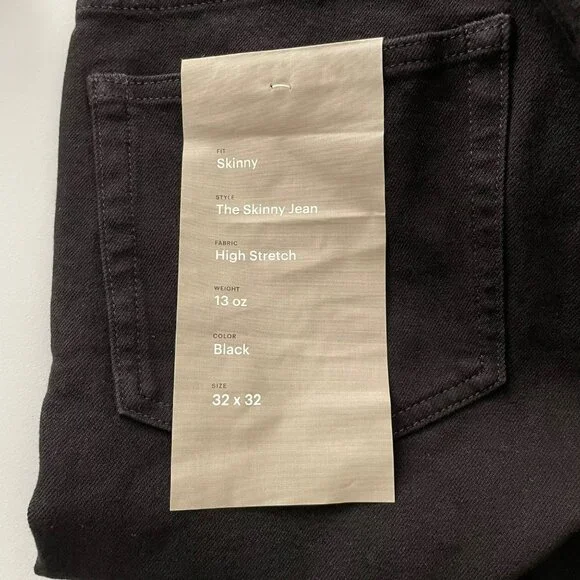 FIT
Skinny
STYLE
The Skinny Jean
FABRIC
High Stretch
WEIGHT
13 oz
COLOR
Black
SIZE
32 x 32